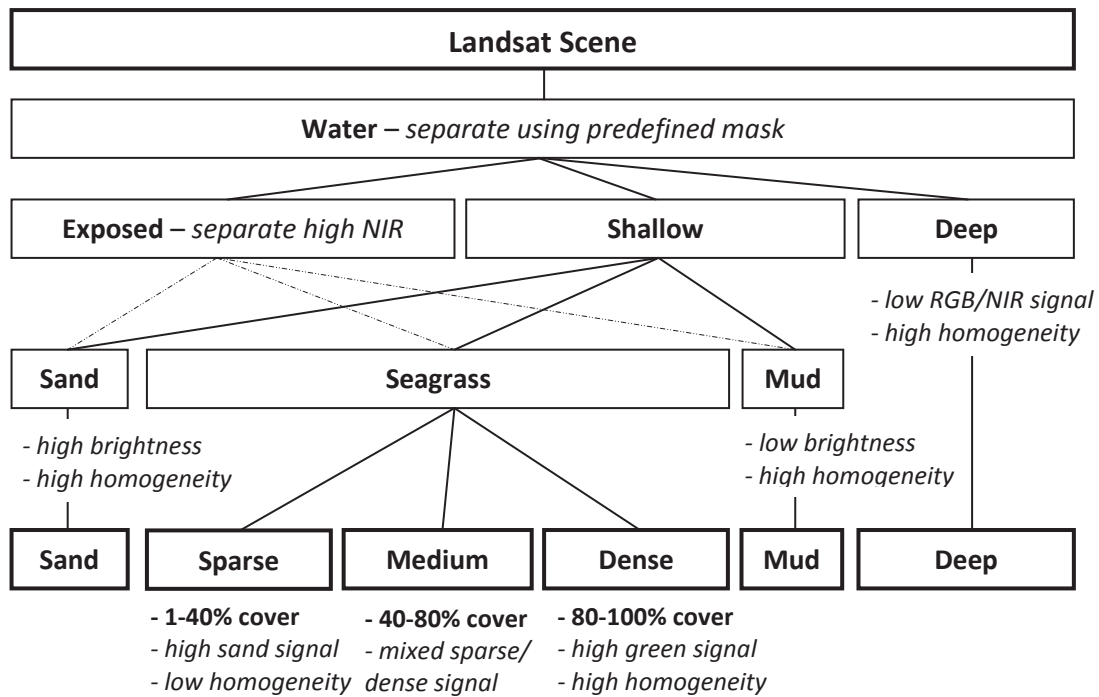 Landsat Scene
Water – separate using predefined mask
Exposed – separate high NIR
Shallow
Deep
- low RGB/NIR signal
- high homogeneity
Sand
Seagrass
Mud
- high brightness
- high homogeneity
- low brightness
- high homogeneity
Sand
Sparse
Medium
Dense
Mud
Deep
- 1-40% cover
- high sand signal
- low homogeneity
- 40-80% cover
- mixed sparse/
dense signal
- 80-100% cover
- high green signal
- high homogeneity